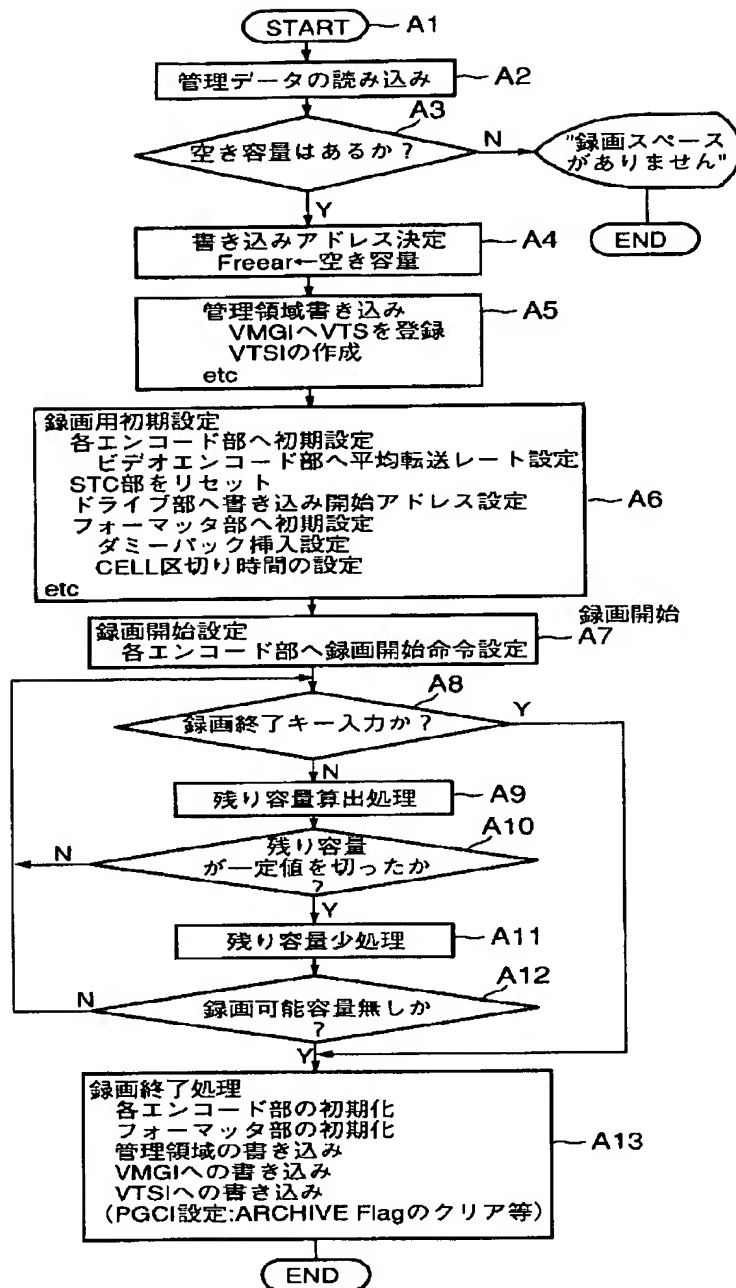 START
A1
管理データの読み込み
A2
A3
空き容量はあるか？
N
"録画スペース
がありません"
Y
END
書き込みアドレス決定
Freear←空き容量
A4
管理領域書き込み
VMGIへVTSを登録
VTSIの作成
etc
A5
録画用初期設定
各エンコード部へ初期設定
ビデオエンコード部へ平均転送レート設定
STC部をリセット
ドライブ部へ書き込み開始アドレス設定
フォーマッタ部へ初期設定
ダミーパック挿入設定
CELL区切り時間の設定
etc
A6
録画開始
録画開始設定
各エンコード部へ録画開始命令設定
A7
A8
録画終了キー入力か？
Y
N
残り容量算出処理
A9
A10
残り容量
が一定値を切ったか
？
N
Y
残り容量少処理
A11
A12
録画可能容量無しか
？
N
Y
録画終了処理
各エンコード部の初期化
フォーマッタ部の初期化
管理領域の書き込み
VMGIへの書き込み
VTSIへの書き込み
（PGCI設定:ARCHIVE Flagのクリア等）
A13
END